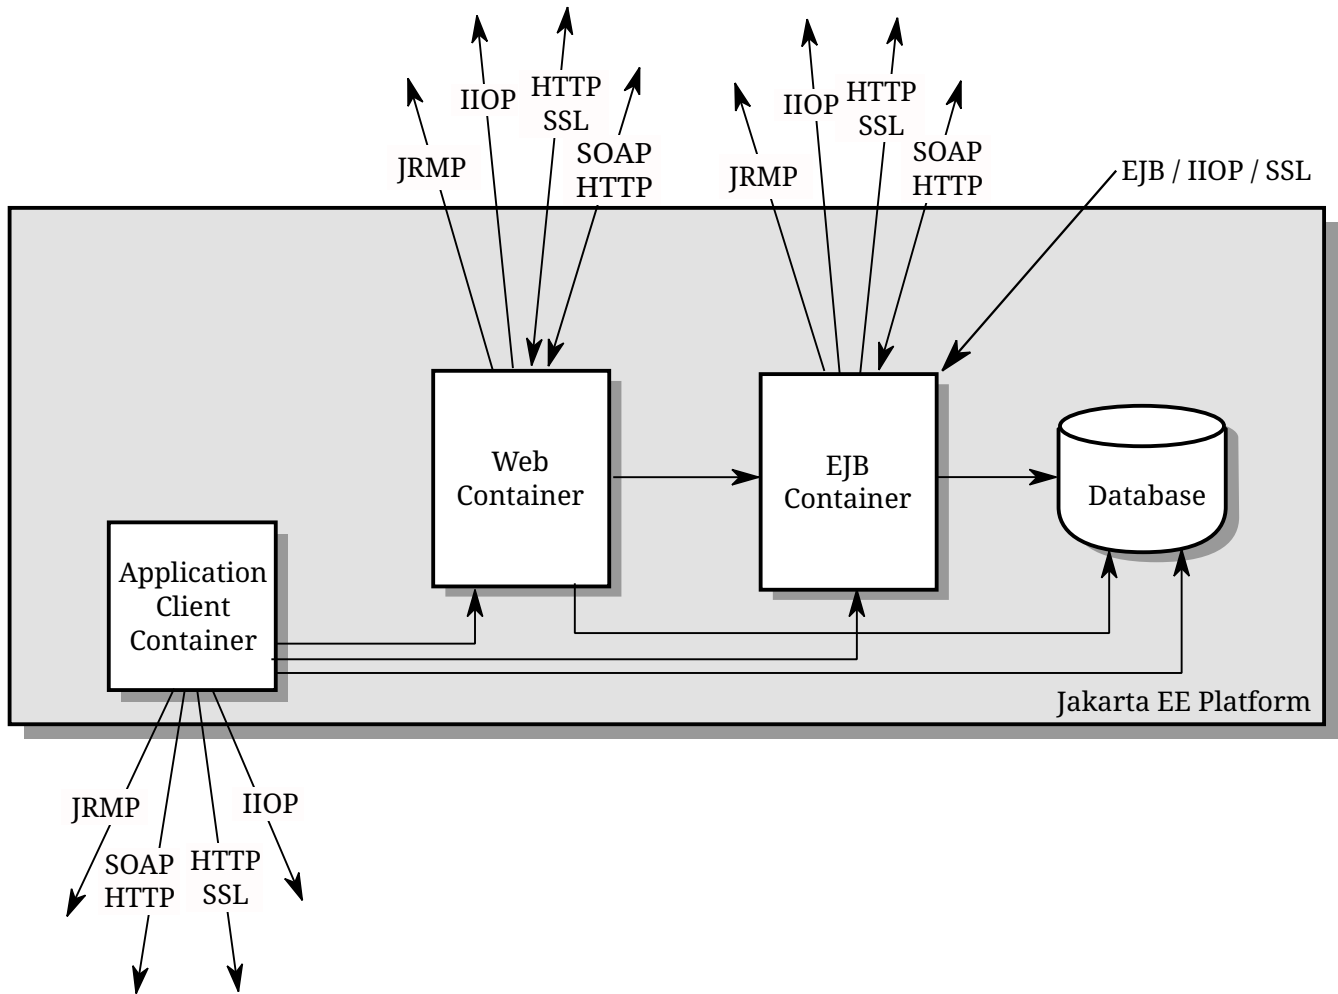 IIOP
HTTP
SSL
JRMP
SOAP
HTTP
IIOP
HTTP
SSL
JRMP
SOAP
HTTP
EJB / IIOP / SSL
Web
Container
EJB
Container
Database
Application
Client
Container
Jakarta EE Platform
JRMP
IIOP
SOAP
HTTP
HTTP
SSL